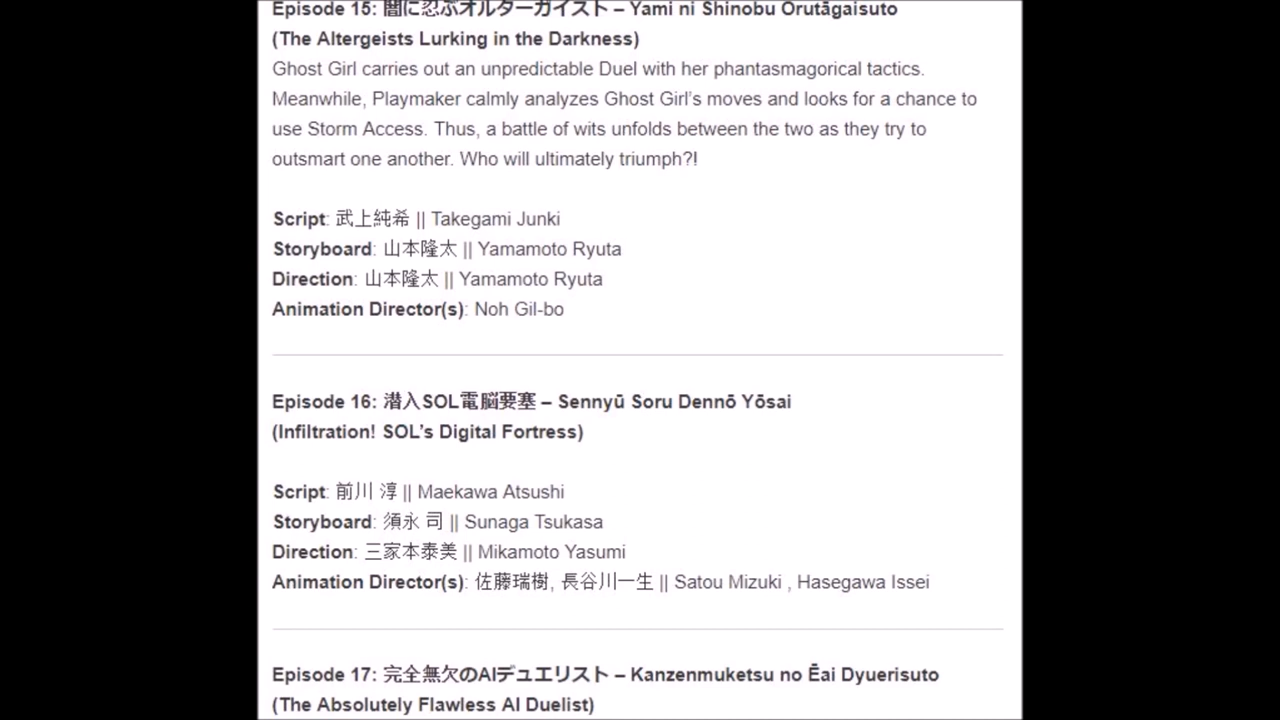 Episode 15: 闇に忍ぶオルターガイスト – Yami ni Shinobu Orutāgaisuto
(The Altergeists Lurking in the Darkness)
Ghost Girl carries out an unpredictable Duel with her phantasmagorical tactics.
Meanwhile, Playmaker calmly analyzes Ghost Girl’s moves and looks for a chance to
use Storm Access. Thus, a battle of wits unfolds between the two as they try to
outsmart one another. Who will ultimately triumph?!
Script: 武上純希 || Takegami Junki
Storyboard: 山本隆太 || Yamamoto Ryuta
Direction: 山本隆太 || Yamamoto Ryuta
Animation Director(s): Noh Gil-bo
Episode 16: 潜入SOL電脳要塞 – Sennyū Soru Dennō Yōsai
(Infiltration! SOL’s Digital Fortress)
Script: 前川 淳 || Maekawa Atsushi
Storyboard: 須永 司 || Sunaga Tsukasa
Direction: 三家本泰美 || Mikamoto Yasumi
Animation Director(s): 佐藤瑞樹, 長谷川一生 || Satou Mizuki , Hasegawa Issei
Episode 17: 完全無欠のAIデュエリスト – Kanzenmuketsu no Ēai Dyuerisuto
(The Absolutely Flawless AI Duelist)